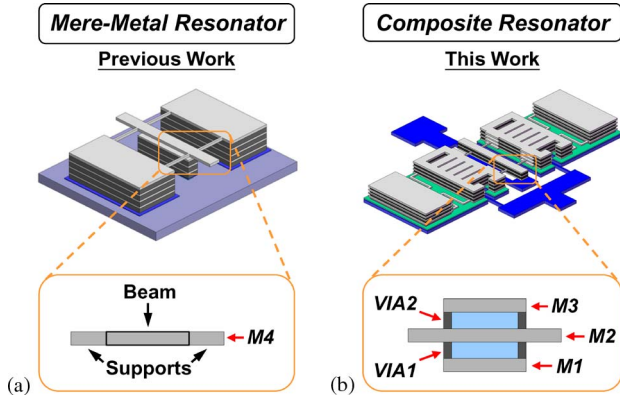 Mere-Metal Resonator
Previous Work
Beam
M4
Supports
(a)
Composite Resonator
This Work
VIA2
M3
M2
VIA1
M1
(b)